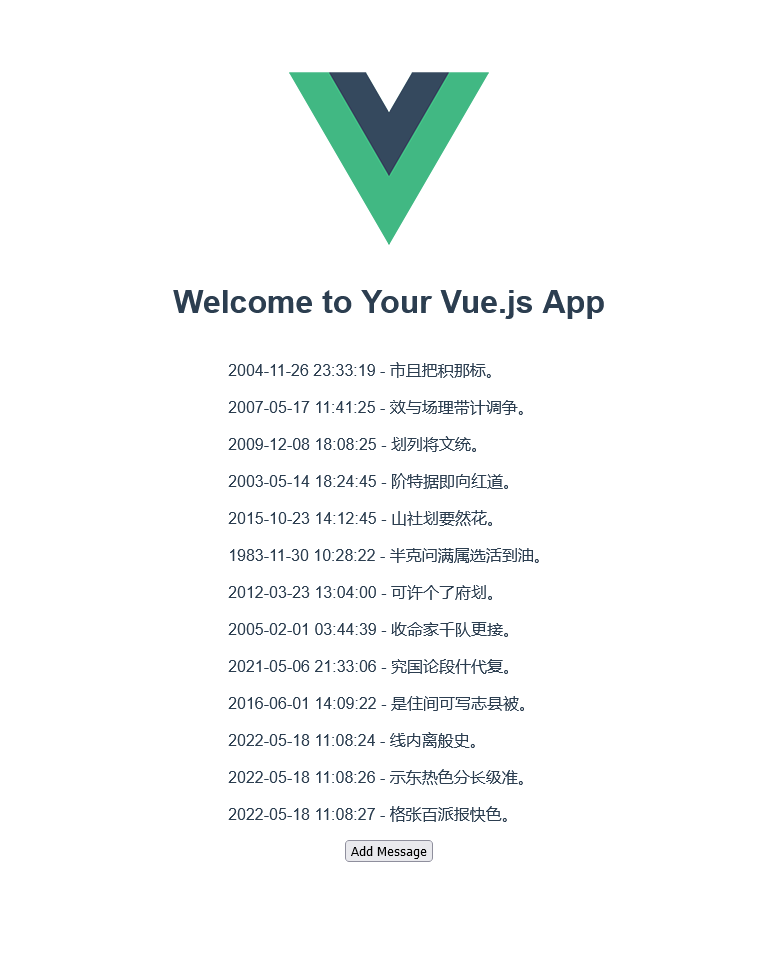 Welcome to Your Vue.js App
2004-11-26 23:33:19 - 市且把积那标。
2007-05-17 11:41:25 - 效与场理带计调争。
2009-12-08 18:08:25 - 划列将文统。
2003-05-14 18:24:45 - 阶特据即向红道。
2015-10-23 14:12:45 - 山社划要然花。
1983-11-30 10:28:22 - 半克问满属选活到油。
2012-03-23 13:04:00 - 可许个了府划。
2005-02-01 03:44:39 - 收命家千队更接。
2021-05-06 21:33:06 - 究国论段什代复。
2016-06-01 14:09:22 - 是住间可写志县被。
2022-05-18 11:08:24 - 线内离般史。
2022-05-18 11:08:26 - 示东热色分长级准。
2022-05-18 11:08:27 - 格张百派报快色。
Add Message